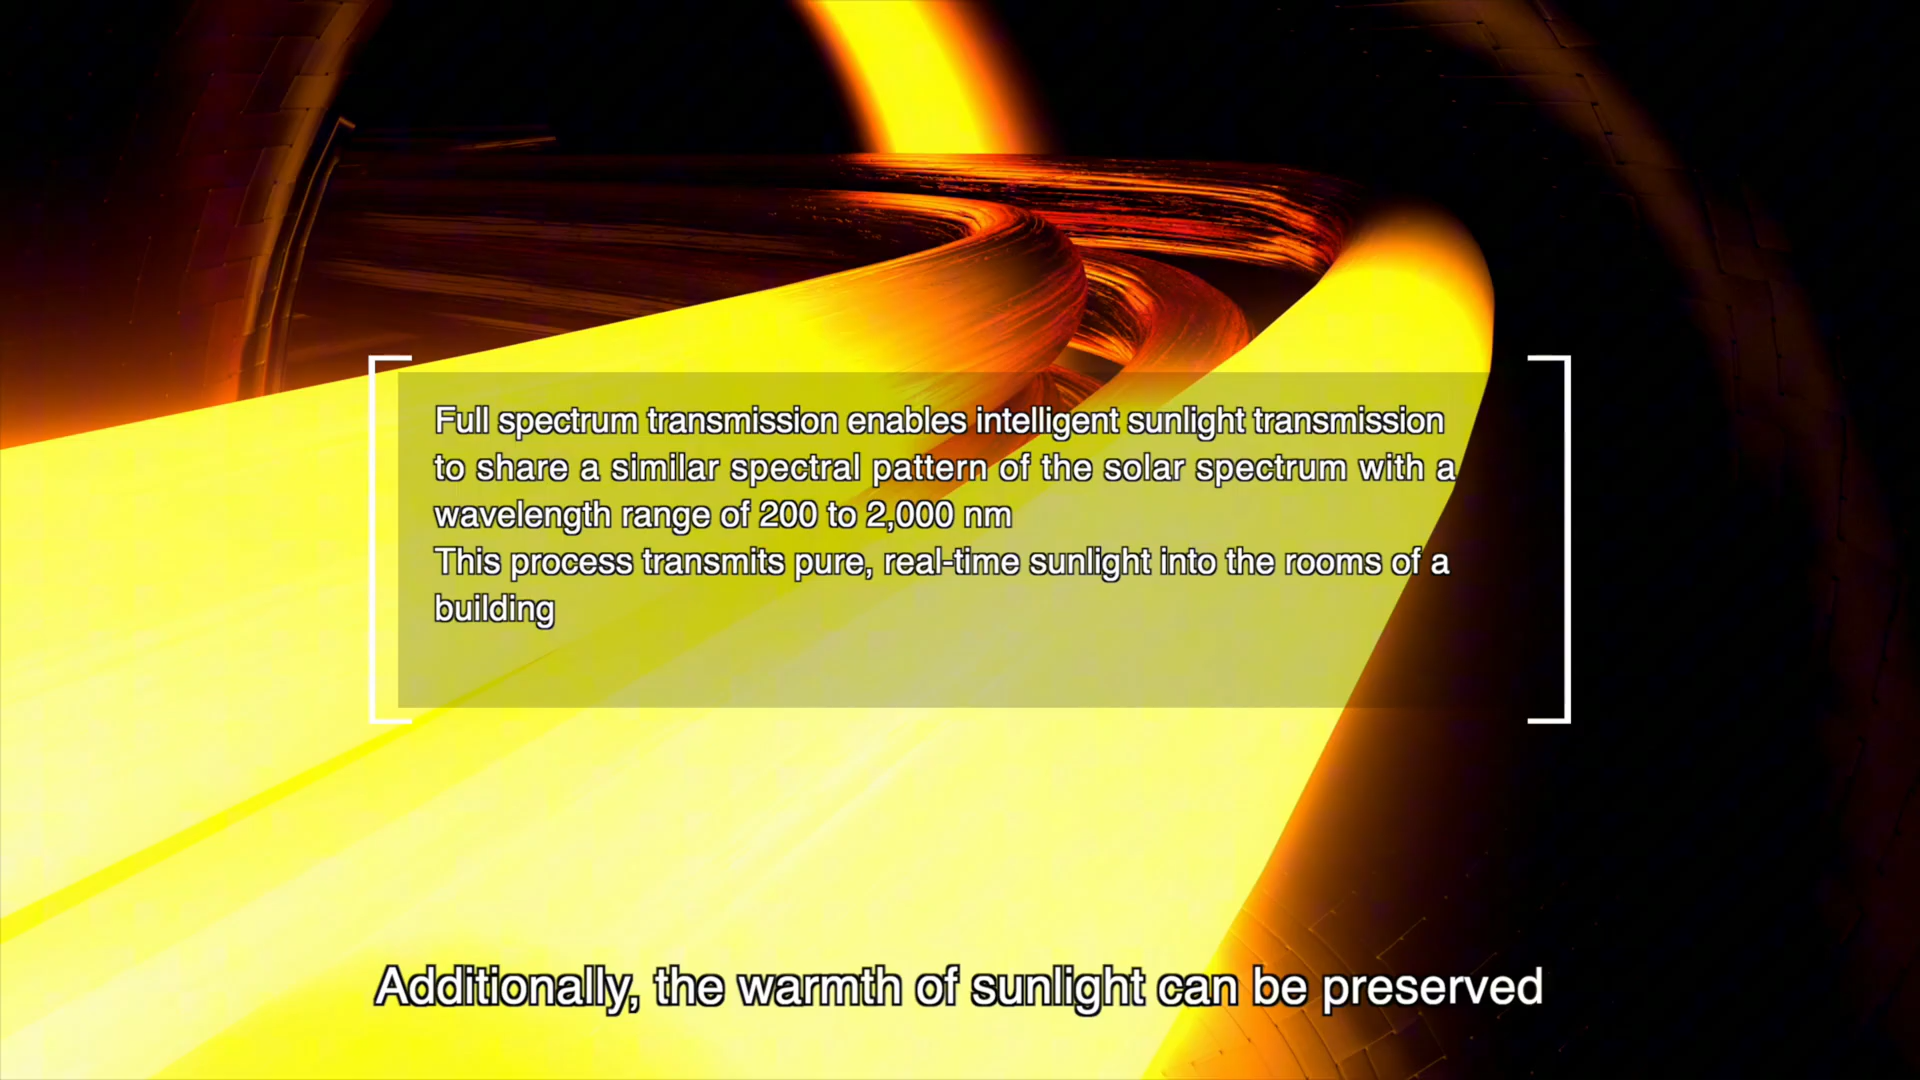 Full spectrum transmission enables intelligent sunlight transmission
to share a similar spectral pattern of the solar spectrum with a
wavelength range of 200 to 2,000 nm
This process transmits pure, real-time sunlight into the rooms of a
building
Additionally, the warmth of sunlight can be preserved